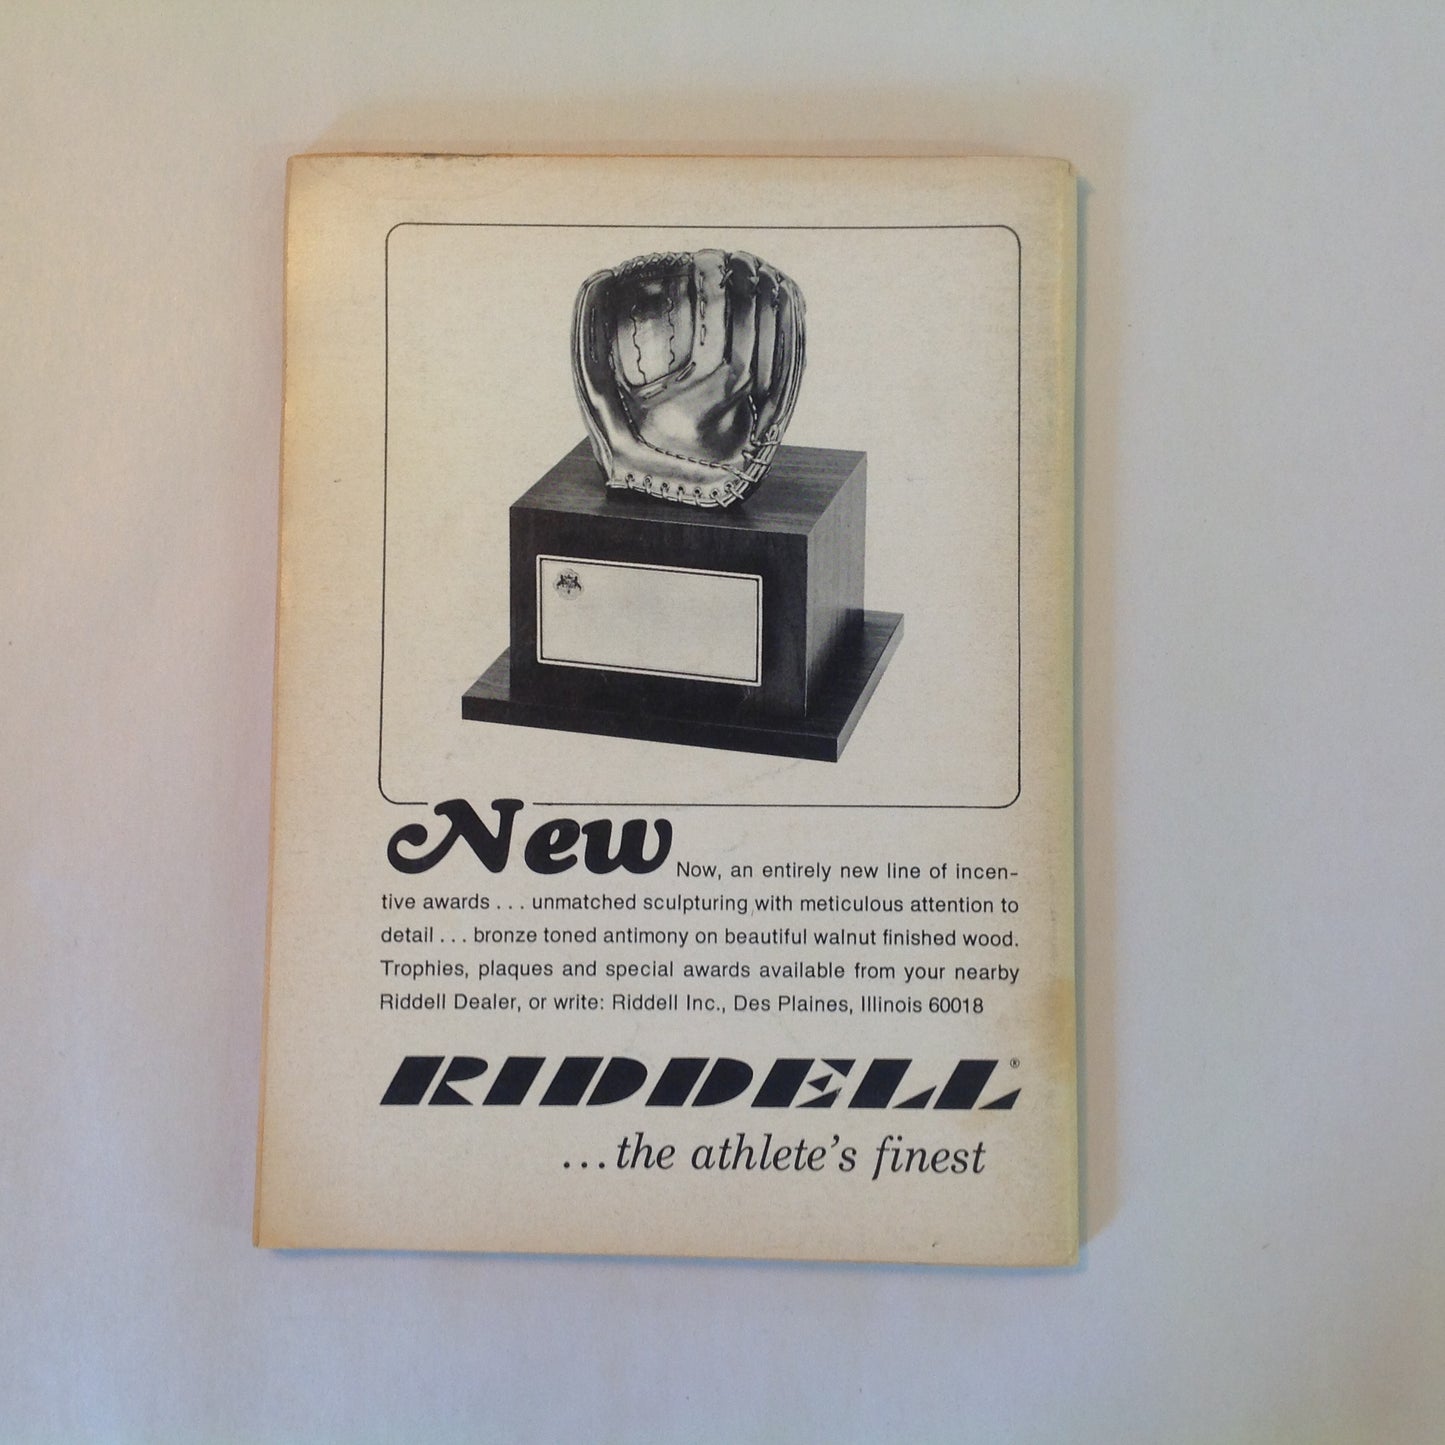 New Now, an entirely new line of incen-
tive awards . . . unmatched sculpturing with meticulous attention to
detail . . . bronze toned antimony on beautiful walnut finished wood.
Trophies, plaques and special awards available from your nearby
Riddell Dealer, or write: Riddell Inc., Des Plaines, Illinois 60018
RIDDELL®
...the athlete's finest